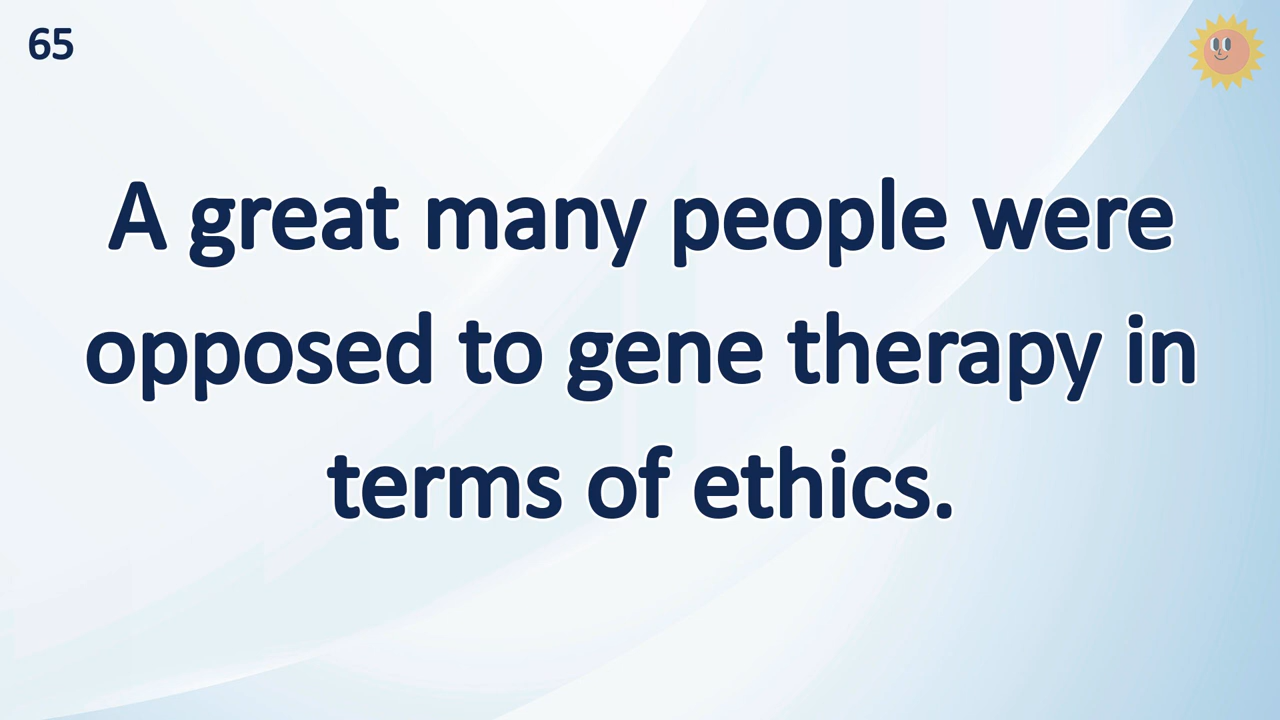 65
A great many people were
opposed to gene therapy in
terms of ethics.